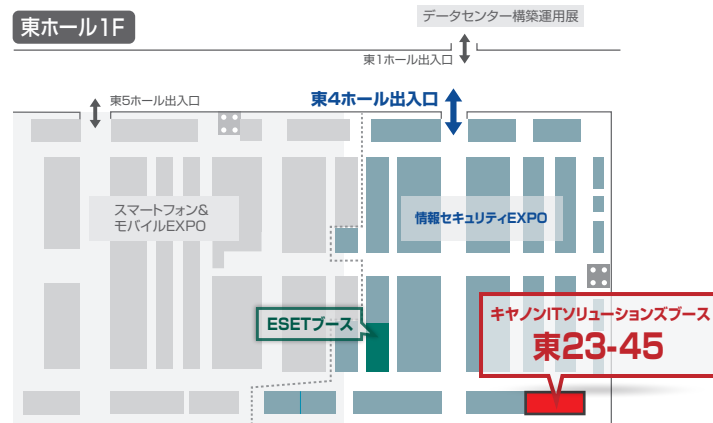 東ホール1F
データセンター構築運用展
東1ホール出入口
東5ホール出入口
東4ホール出入口
スマートフォン&
モバイルEXPO
情報セキュリティEXPO
ESETブース
キヤノンITソリューションズブース
東23-45